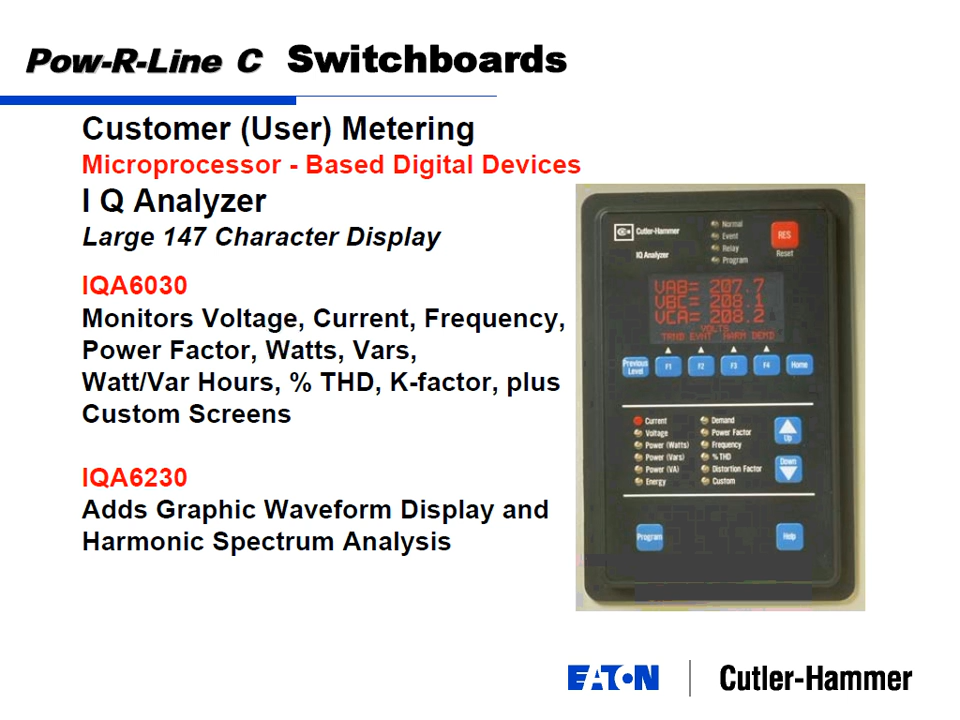 Pow-R-Line C Switchboards
Customer (User) Metering
Microprocessor - Based Digital Devices
I Q Analyzer
Large 147 Character Display
IQA6030
Monitors Voltage, Current, Frequency,
Power Factor, Watts, Vars,
Watt/Var Hours, % THD, K-factor, plus
Custom Screens
IQA6230
Adds Graphic Waveform Display and
Harmonic Spectrum Analysis
Cutler-Hammer
IQ Analyzer
Normal
Event
Relay
Program
RES
Reset
VAB= 207.7
VBC= 208.1
VCA= 208.2
VOLTS
TRND EVNT HARM DEMD
Previous Level
F1
F2
F3
F4
Home
Current
Voltage
Power (Watts)
Power (Vars)
Power (VA)
Energy
Demand
Power Factor
Frequency
% THD
Distortion Factor
Custom
Up
Down
Program
Help
EATON
Cutler-Hammer